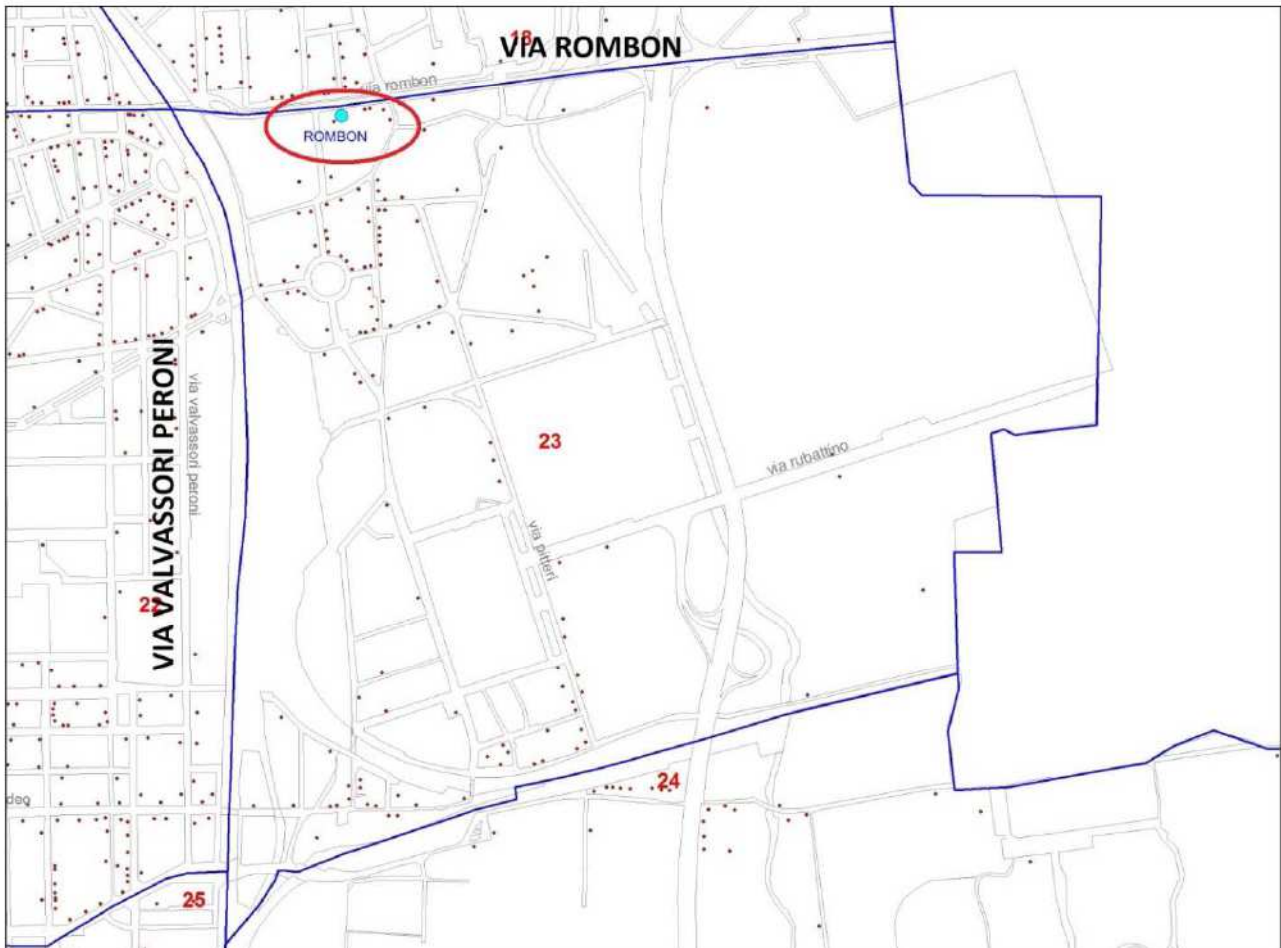 18
VIA ROMBON
via rombon
ROMBON
VIA VALVASSORI PERONI
via valvassori peroni
23
via rubattino
via pitteri
22
24
deo
25